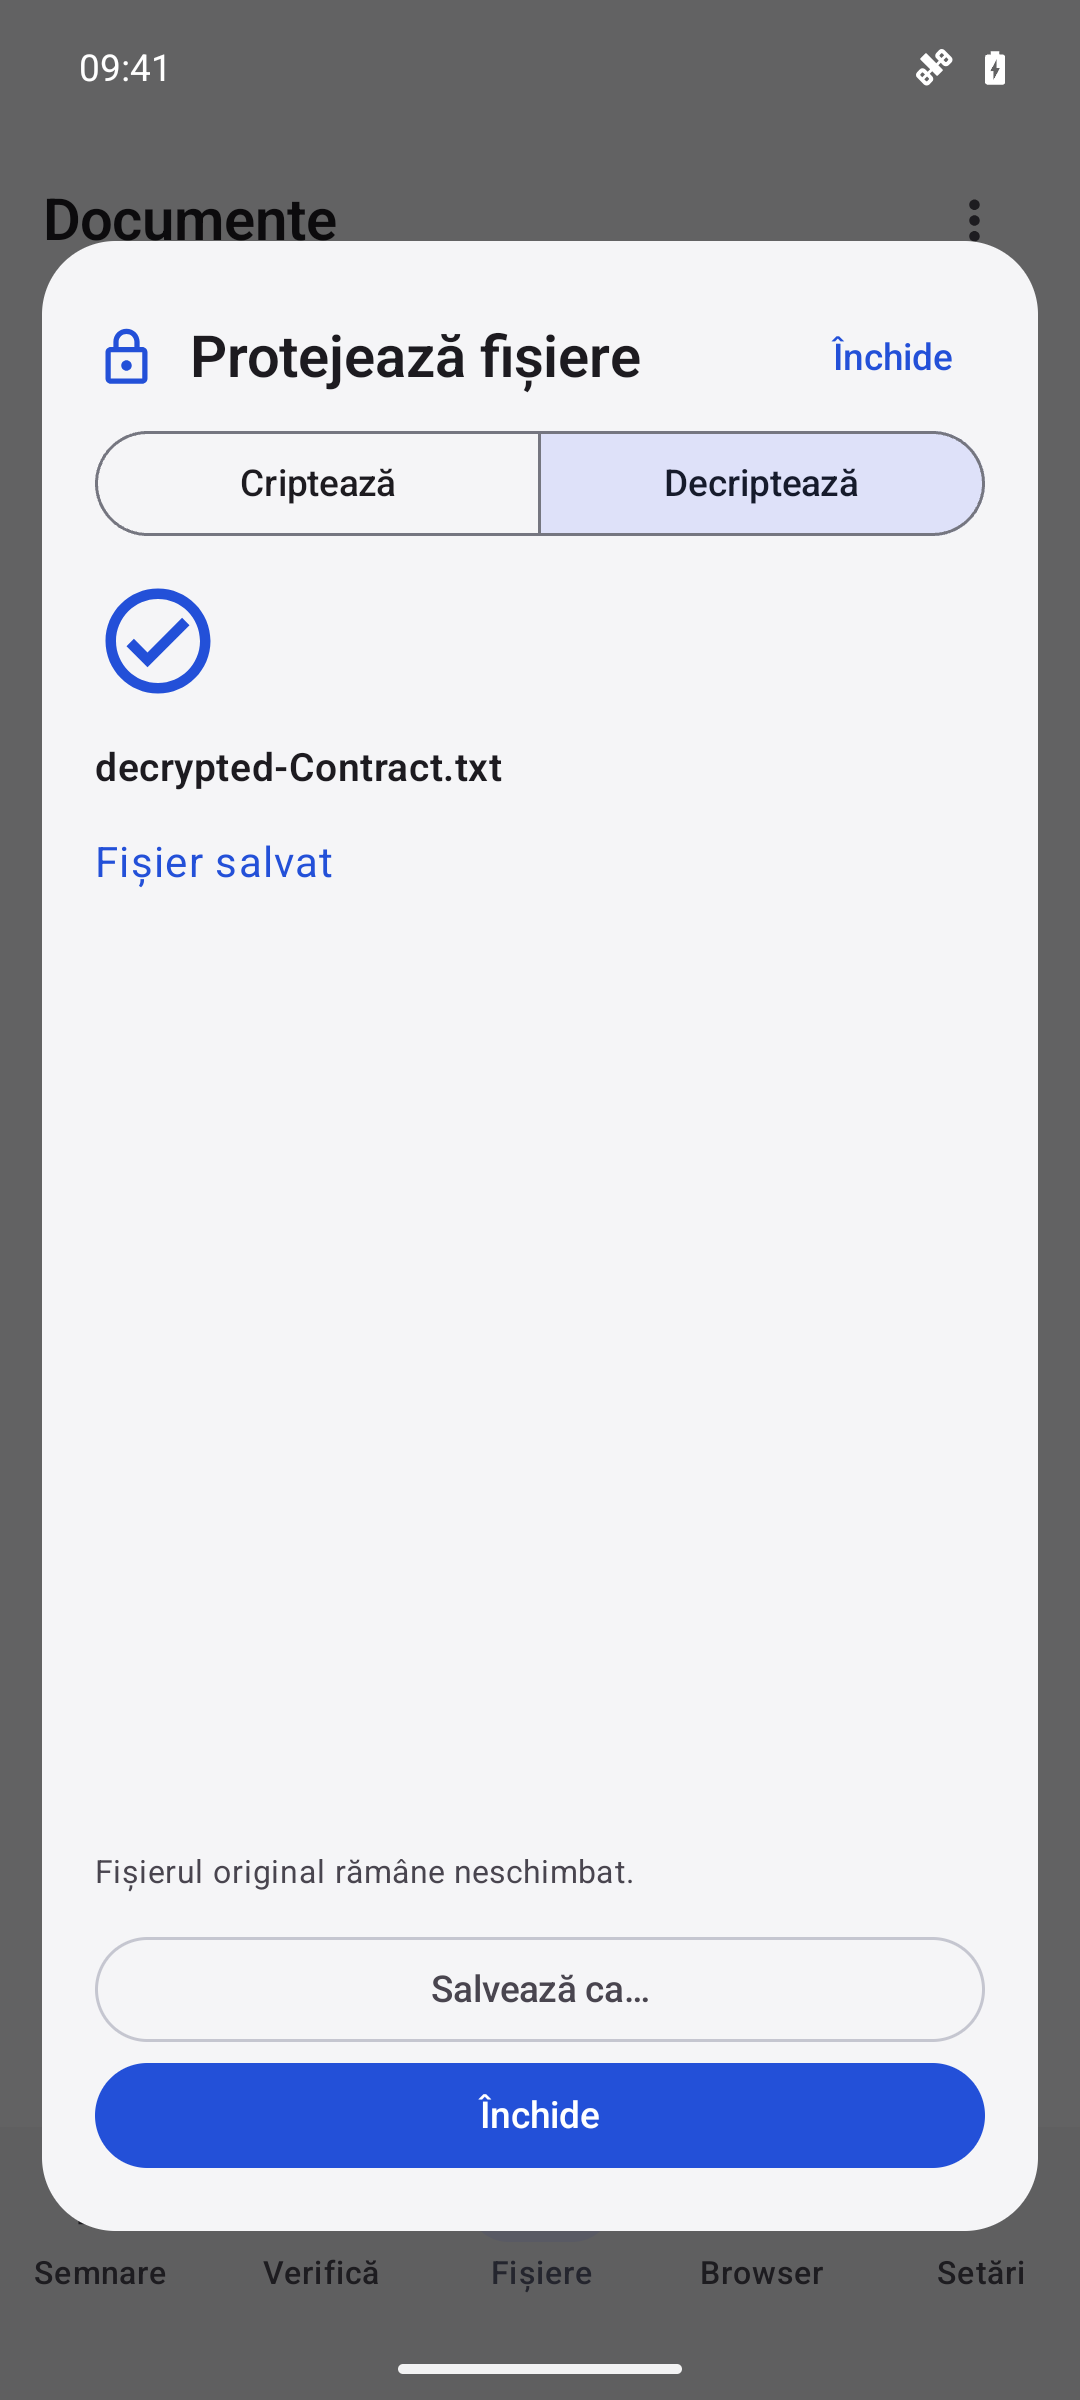 09:41
Documente
Protejează fișiere
Închide
Criptează
Decriptează
decrypted-Contract.txt
Fișier salvat
Fișierul original rămâne neschimbat.
Salvează ca...
Închide
Semnare
Verifică
Fișiere
Browser
Setări